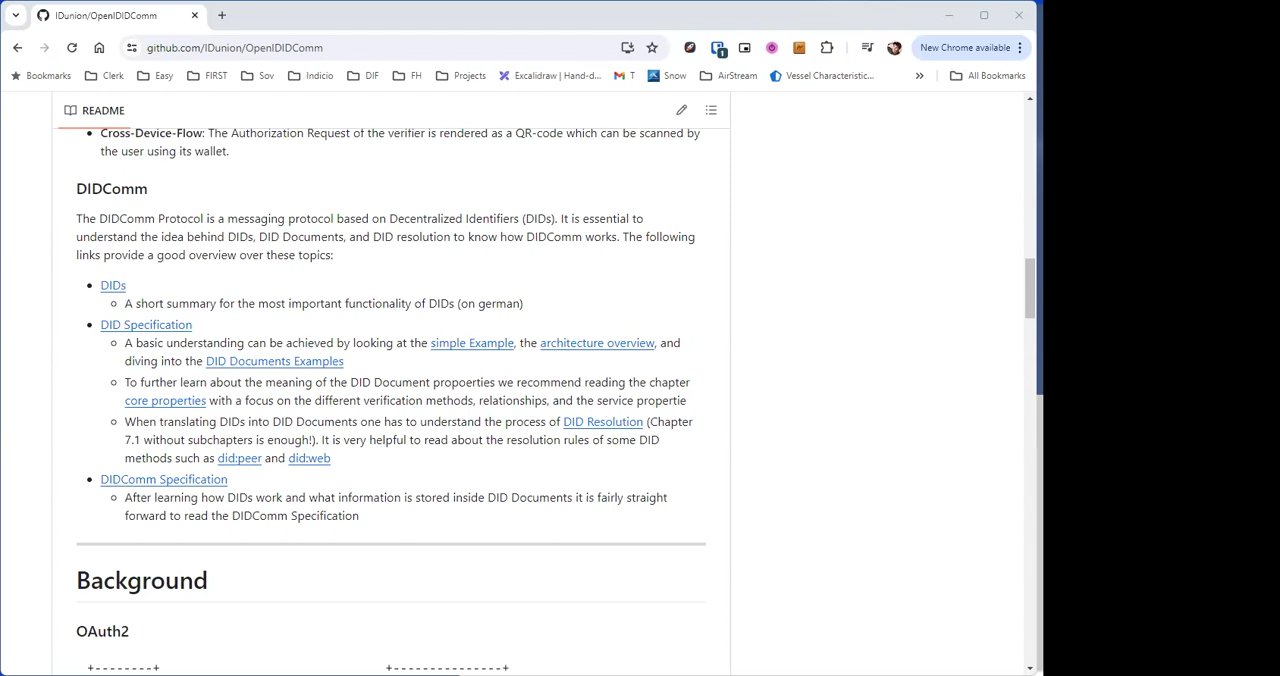 IDunion/OpenIDIDComm
github.com/IDunion/OpenIDIDComm
New Chrome available
Bookmarks Clerk Easy FIRST Sov Indicio DIF FH Projects Excalidraw | Hand-d... T Snow AirStream Vessel Characteristic... » All Bookmarks
README
Cross-Device-Flow: The Authorization Request of the verifier is rendered as a QR-code which can be scanned by
the user using its wallet.
DIDComm
The DIDComm Protocol is a messaging protocol based on Decentralized Identifiers (DIDs). It is essential to
understand the idea behind DIDs, DID Documents, and DID resolution to know how DIDComm works. The following
links provide a good overview over these topics:
DIDs
A short summary for the most important functionality of DIDs (on german)
DID Specification
A basic understanding can be achieved by looking at the simple Example, the architecture overview, and
diving into the DID Documents Examples
To further learn about the meaning of the DID Document propoerties we recommend reading the chapter
core properties with a focus on the different verification methods, relationships, and the service propertie
When translating DIDs into DID Documents one has to understand the process of DID Resolution (Chapter
7.1 without subchapters is enough!). It is very helpful to read about the resolution rules of some DID
methods such as did:peer and did:web
DIDComm Specification
After learning how DIDs work and what information is stored inside DID Documents it is fairly straight
forward to read the DIDComm Specification
Background
OAuth2
+--------+ +---------------+